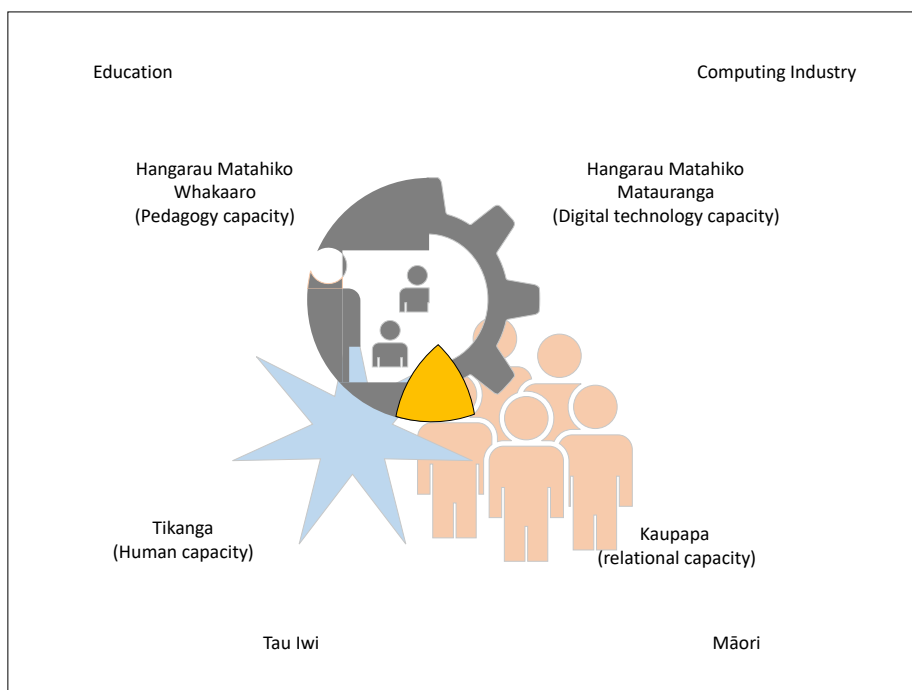 Education
Computing Industry
Hangarau Matahiko
Whakaaro
(Pedagogy capacity)
Hangarau Matahiko
Matauranga
(Digital technology capacity)
Tikanga
(Human capacity)
Kaupapa
(relational capacity)
Tau Iwi
Māori